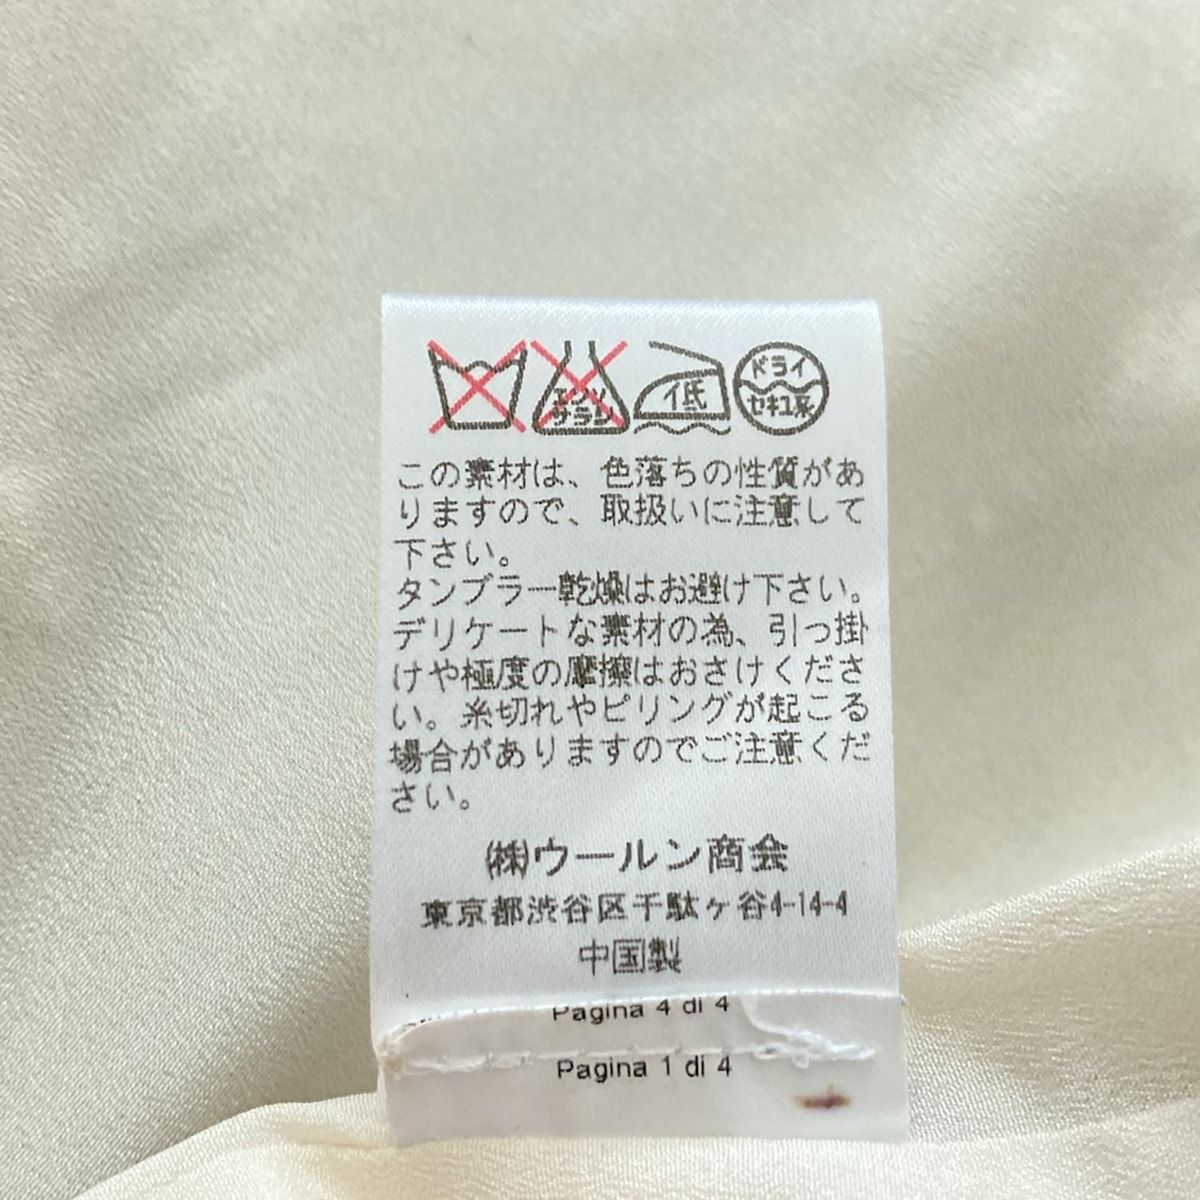 エンソ
サラシ
低
ドライ
セキユ系
この素材は、色落ちの性質があ
りますので、取扱いに注意して
下さい。
タンブラー乾燥はお避け下さい。
デリケートな素材の為、引っ掛
けや極度の摩擦はおさけくださ
い。糸切れやピリングが起こる
場合がありますのでご注意くだ
さい。
㈱ウールン商会
東京都渋谷区千駄ヶ谷4-14-4
中国製
Pagina 4 di 4
Pagina 1 di 4